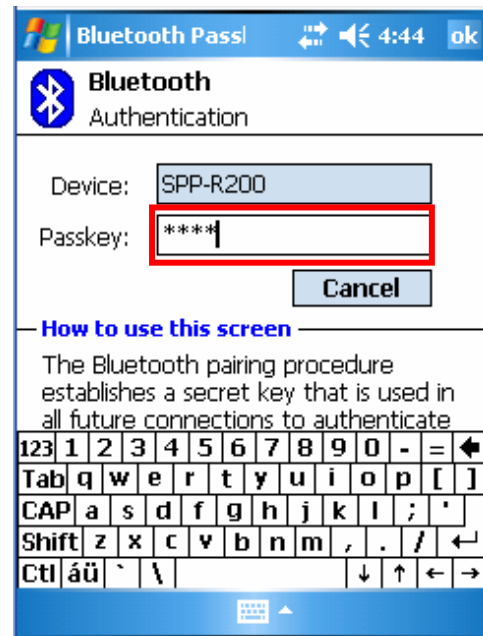 Bluetooth Passl 4:44 ok
Bluetooth
Authentication
Device: SPP-R200
Passkey: ****
Cancel
How to use this screen
The Bluetooth pairing procedure
establishes a secret key that is used in
all future connections to authenticate
123 1 2 3 4 5 6 7 8 9 0 - =
Tab q w e r t y u i o p [ ]
CAP a s d f g h j k l ; '
Shift z x c v b n m , . /
Ctl áü ` \